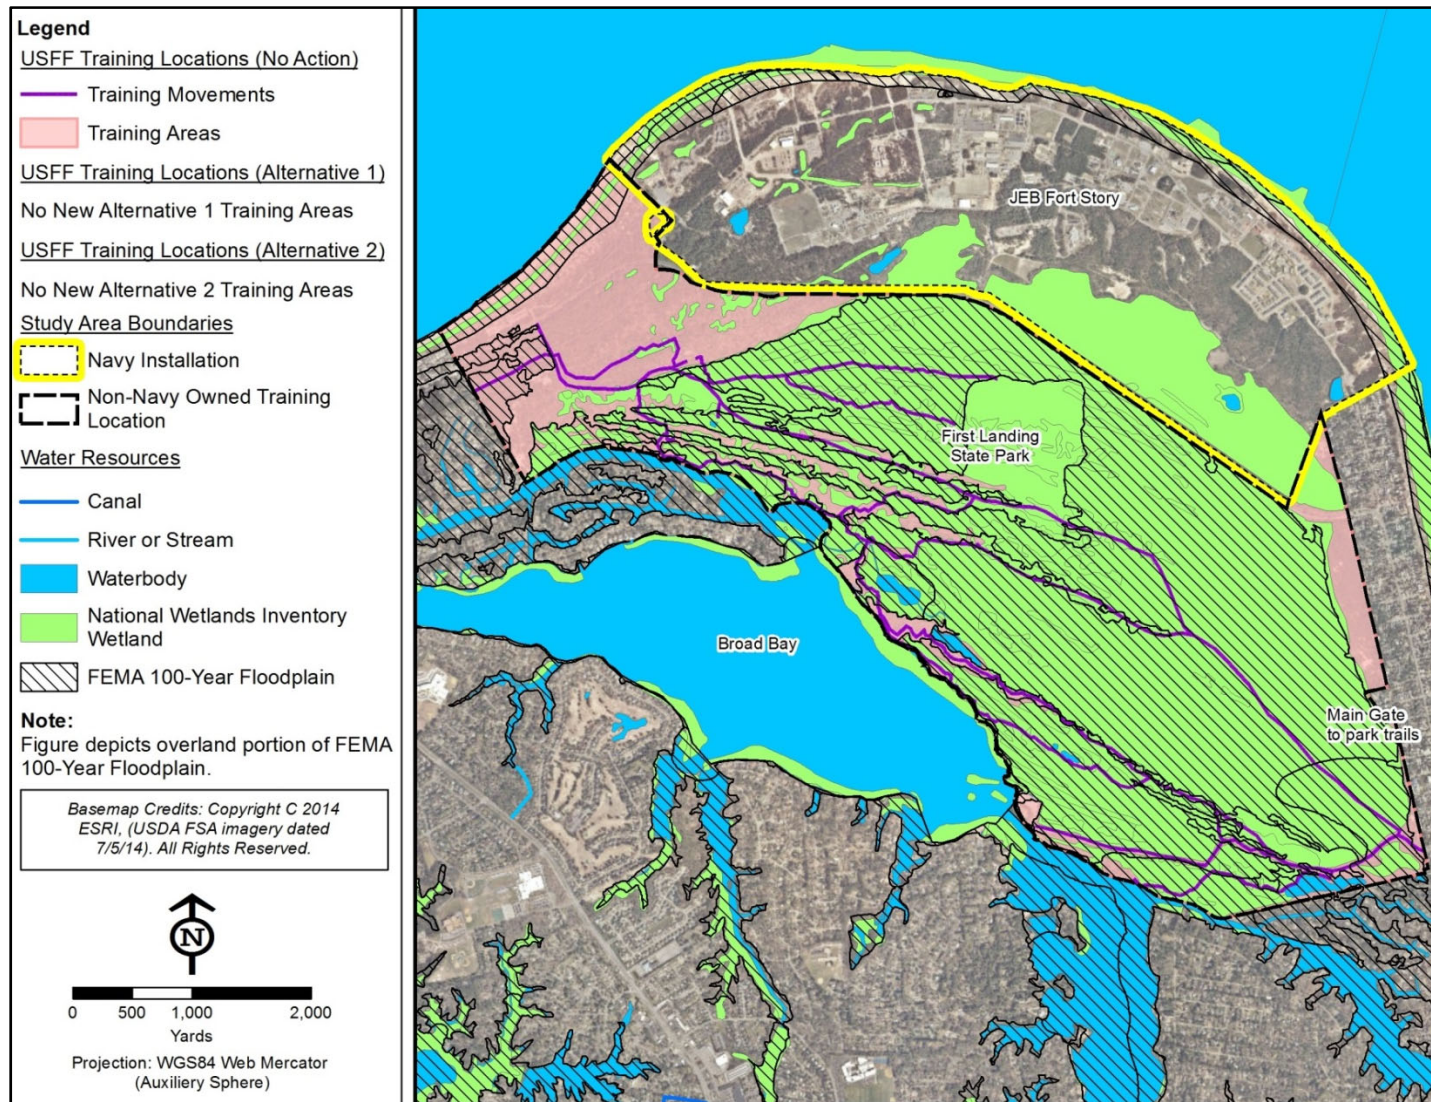 Legend
USFF Training Locations (No Action)
Training Movements
Training Areas
USFF Training Locations (Alternative 1)
No New Alternative 1 Training Areas
USFF Training Locations (Alternative 2)
No New Alternative 2 Training Areas
Study Area Boundaries
Navy Installation
Non-Navy Owned Training
Location
Water Resources
Canal
River or Stream
Waterbody
National Wetlands Inventory
Wetland
FEMA 100-Year Floodplain
Note:
Figure depicts overland portion of FEMA
100-Year Floodplain.
Basemap Credits: Copyright C 2014
ESRI, (USDA FSA imagery dated
7/5/14). All Rights Reserved.
N
0 500 1,000 2,000
Yards
Projection: WGS84 Web Mercator
(Auxiliery Sphere)
JEB Fort Story
First Landing
State Park
Broad Bay
Main Gate
to park trails